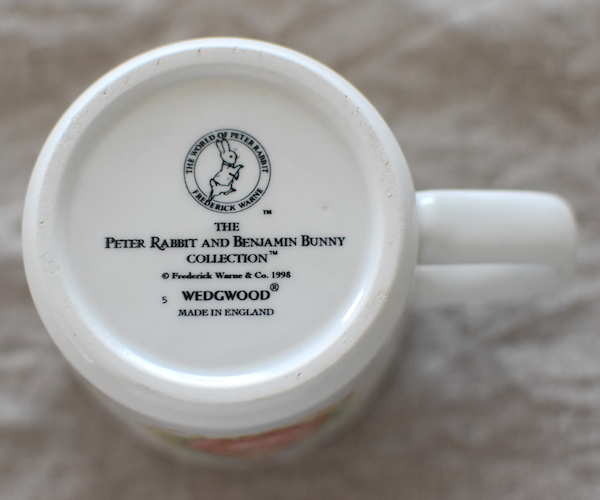 THE WORLD OF PETER RABBIT
FREDERICK WARNE
™
THE
PETER RABBIT AND BENJAMIN BUNNY
COLLECTION™
© Frederick Warne & Co. 1998
5 WEDGWOOD®
MADE IN ENGLAND